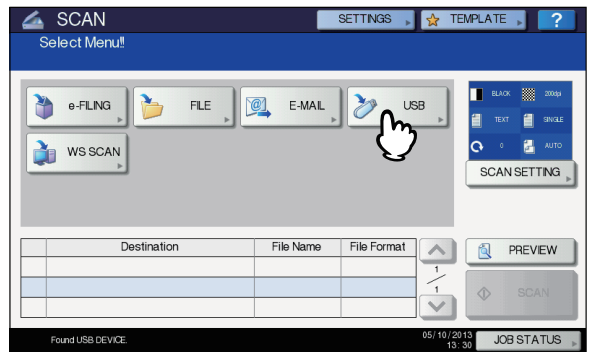 SCAN
SETTINGS
TEMPLATE
?
Select Menu!!
e-FILING
FILE
E-MAIL
USB
WS SCAN
BLACK
200dpi
TEXT
SINGLE
0
AUTO
SCAN SETTING
Destination
File Name
File Format
1
1
PREVIEW
SCAN
Found USB DEVICE.
05/10/2013
13:30
JOB STATUS